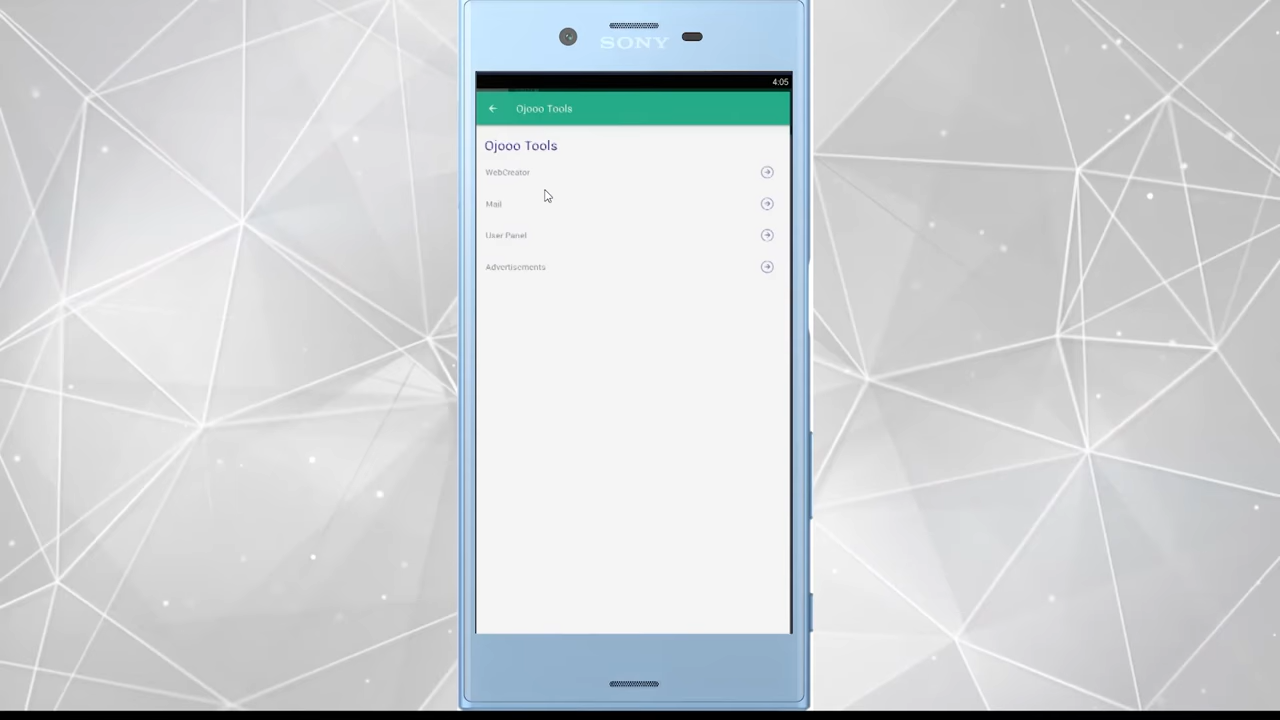 SONY
4:05
Ojooo Tools
Ojooo Tools
WebCreator
Mail
User Panel
Advertisements